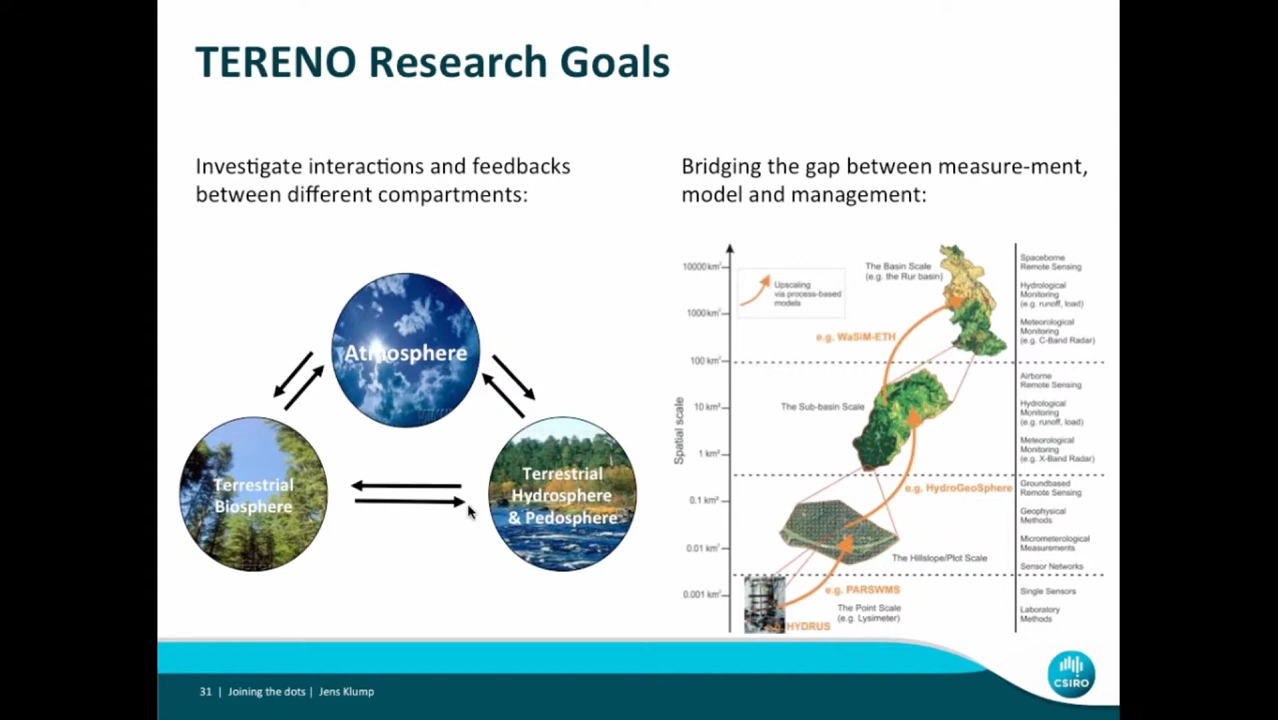 TERENO Research Goals
Investigate interactions and feedbacks
between different compartments:
Atmosphere
Terrestrial
Biosphere
Terrestrial
Hydrosphere
& Pedosphere
Bridging the gap between measure-ment,
model and management:
Spatial scale
10000 km²
1000 km²
100 km²
10 km²
1 km²
0.1 km²
0.01 km²
0.001 km²
Upscaling
via process-based
models
The Basin Scale
(e.g. the Rur basin)
e.g. WaSiM-ETH
The Sub-basin Scale
e.g. HydroGeoSphere
The Hillslope/Plot Scale
e.g. PARSWMS
The Point Scale
(e.g. Lysimeter)
e.g. HYDRUS
Spaceborne
Remote Sensing
Hydrological
Monitoring
(e.g. runoff, load)
Meteorological
Monitoring
(e.g. C-Band Radar)
Airborne
Remote Sensing
Hydrological
Monitoring
(e.g. runoff, load)
Meteorological
Monitoring
(e.g. X-Band Radar)
Groundbased
Remote Sensing
Geophysical
Methods
Micrometerological
Measurements
Sensor Networks
Single Sensors
Laboratory
Methods
31 | Joining the dots | Jens Klump
CSIRO